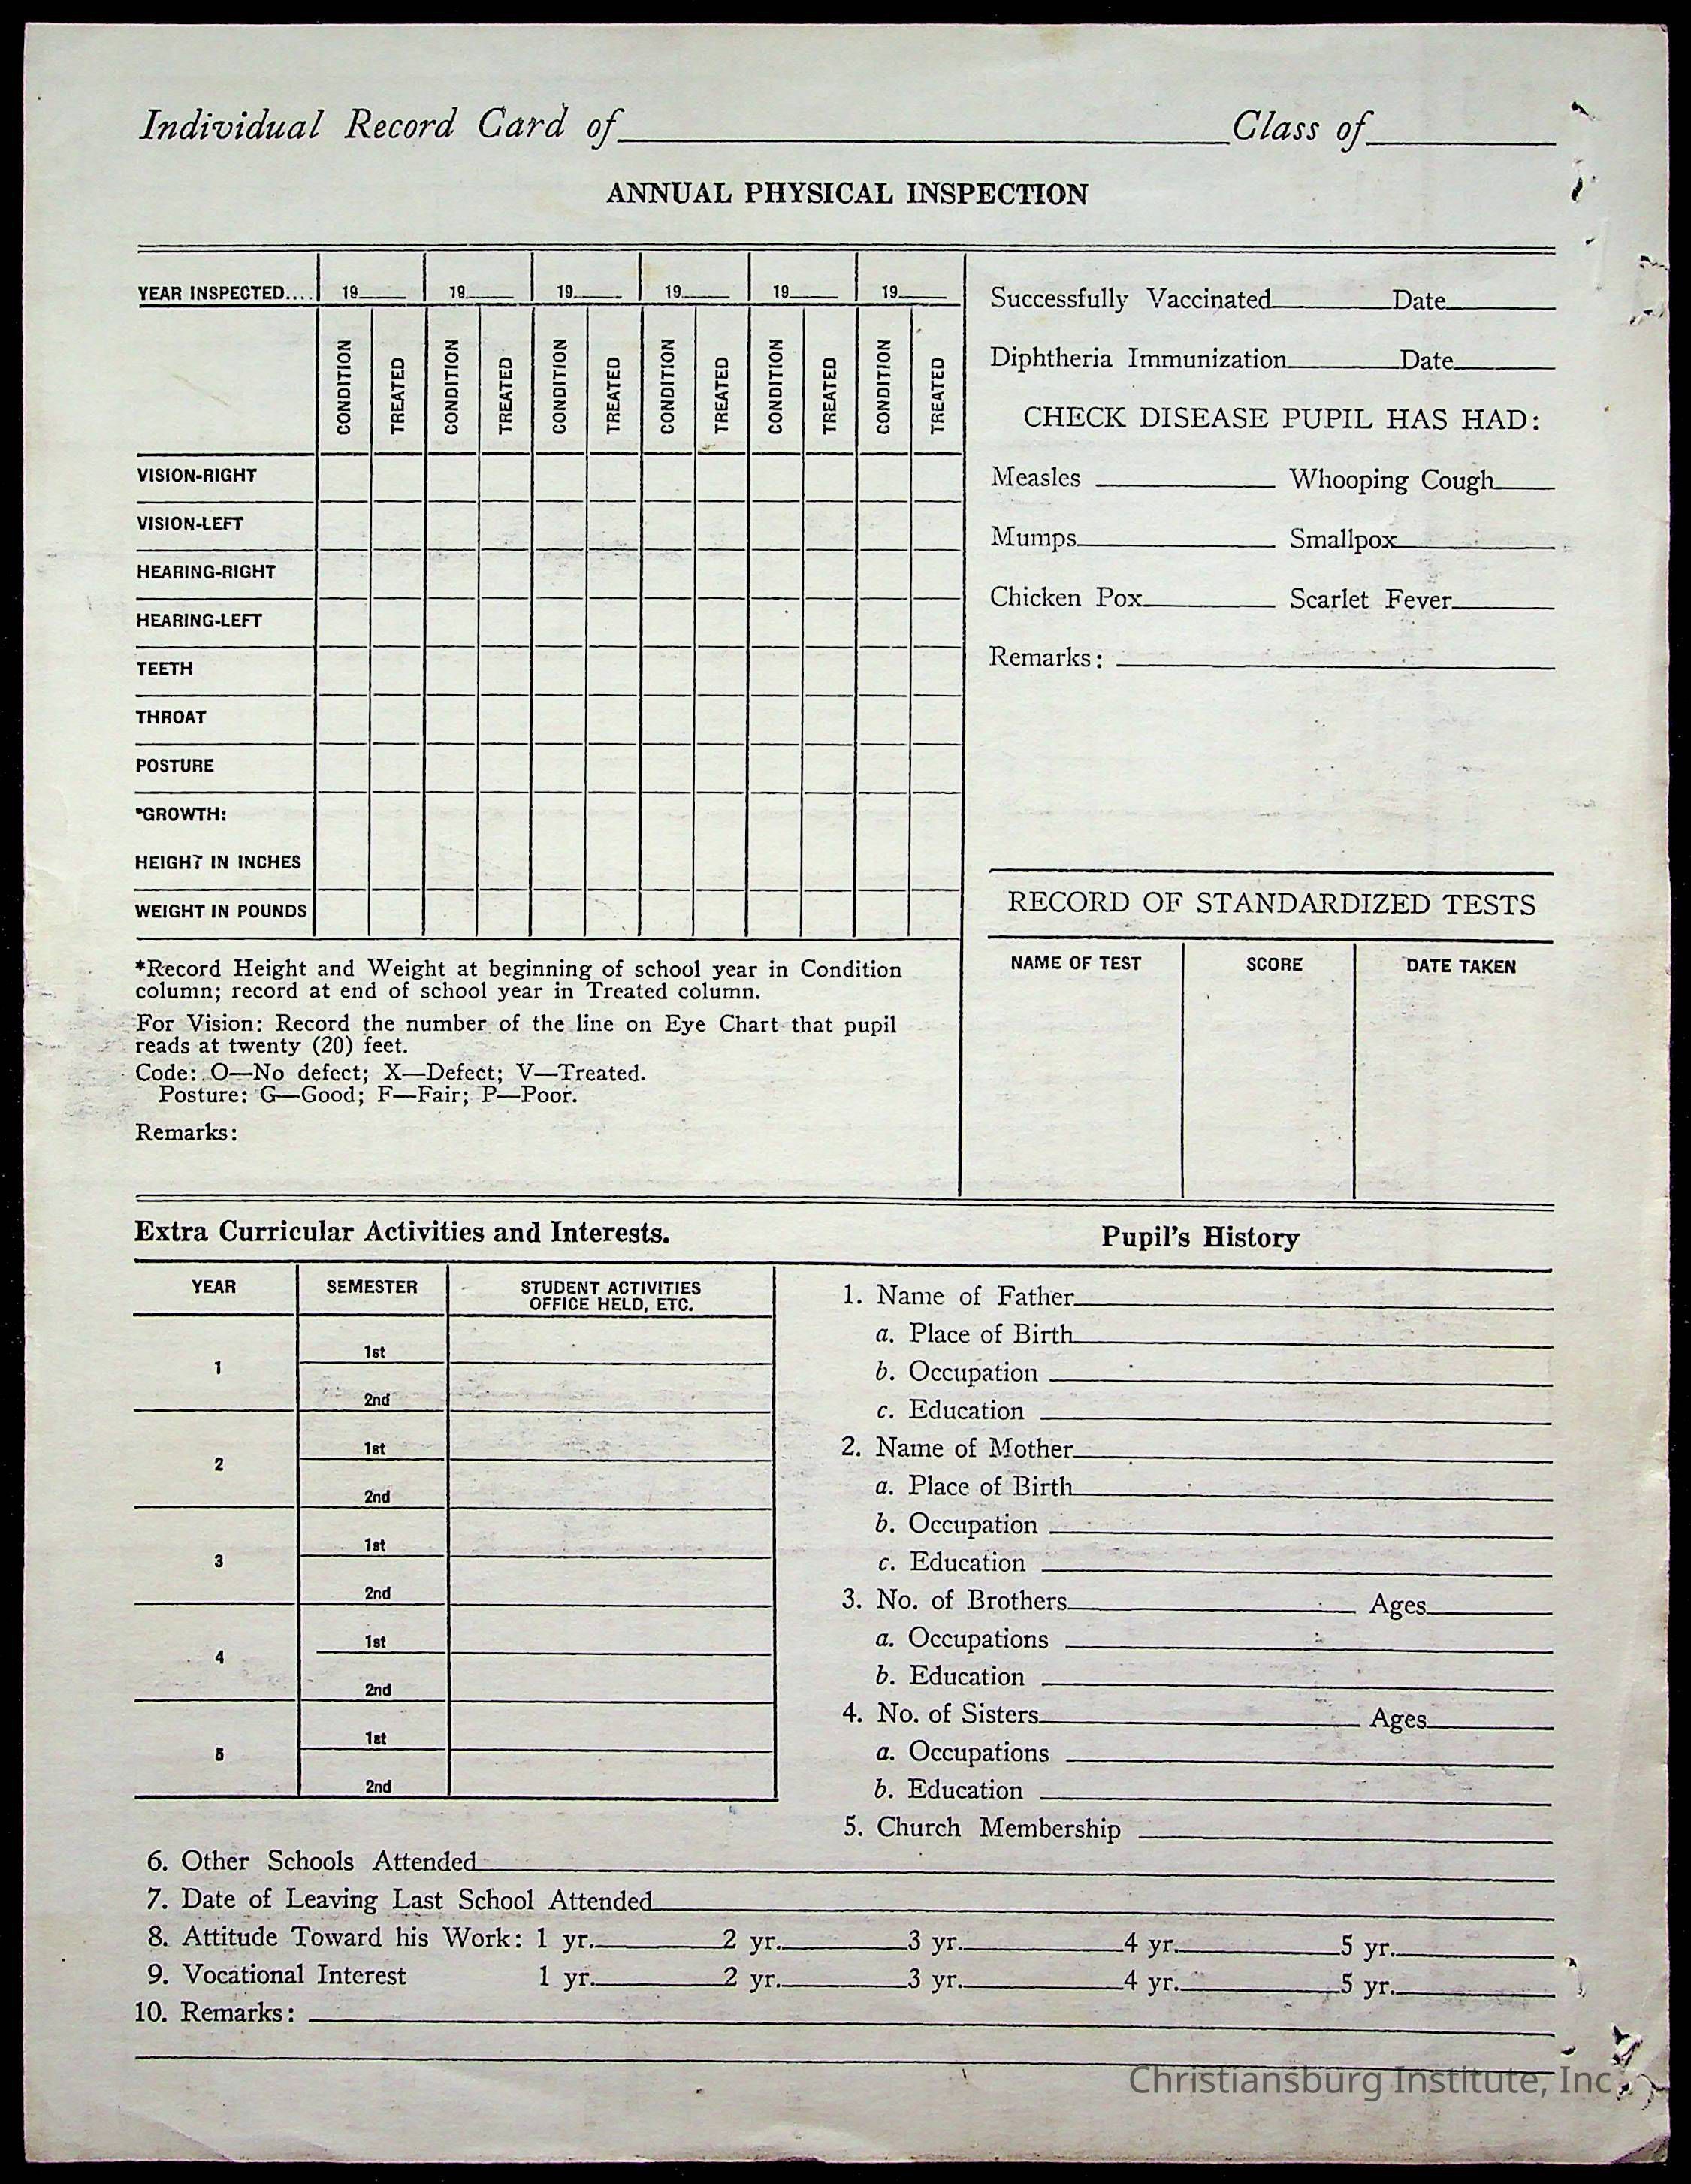 Individual Record Card of Class of
ANNUAL PHYSICAL INSPECTION
YEAR INSPECTED.... 19 19 19 19 19 19
CONDITION TREATED CONDITION TREATED CONDITION TREATED CONDITION TREATED CONDITION TREATED CONDITION TREATED
VISION-RIGHT
VISION-LEFT
HEARING-RIGHT
HEARING-LEFT
TEETH
THROAT
POSTURE
*GROWTH:
HEIGHT IN INCHES
WEIGHT IN POUNDS
*Record Height and Weight at beginning of school year in Condition
column; record at end of school year in Treated column.
For Vision: Record the number of the line on Eye Chart that pupil
reads at twenty (20) feet.
Code: O—No defect; X—Defect; V—Treated.
Posture: G—Good; F—Fair; P—Poor.
Remarks:
Successfully Vaccinated Date
Diphtheria Immunization Date
CHECK DISEASE PUPIL HAS HAD:
Measles Whooping Cough
Mumps Smallpox
Chicken Pox Scarlet Fever
Remarks:
RECORD OF STANDARDIZED TESTS
NAME OF TEST SCORE DATE TAKEN
Extra Curricular Activities and Interests.
YEAR SEMESTER STUDENT ACTIVITIES
OFFICE HELD, ETC.
1 1st
2nd
2 1st
2nd
3 1st
2nd
4 1st
2nd
5 1st
2nd
Pupil's History
1. Name of Father
a. Place of Birth
b. Occupation
c. Education
2. Name of Mother
a. Place of Birth
b. Occupation
c. Education
3. No. of Brothers Ages
a. Occupations
b. Education
4. No. of Sisters Ages
a. Occupations
b. Education
5. Church Membership
6. Other Schools Attended
7. Date of Leaving Last School Attended
8. Attitude Toward his Work: 1 yr. 2 yr. 3 yr. 4 yr. 5 yr.
9. Vocational Interest 1 yr. 2 yr. 3 yr. 4 yr. 5 yr.
10. Remarks:
Christiansburg Institute, Inc